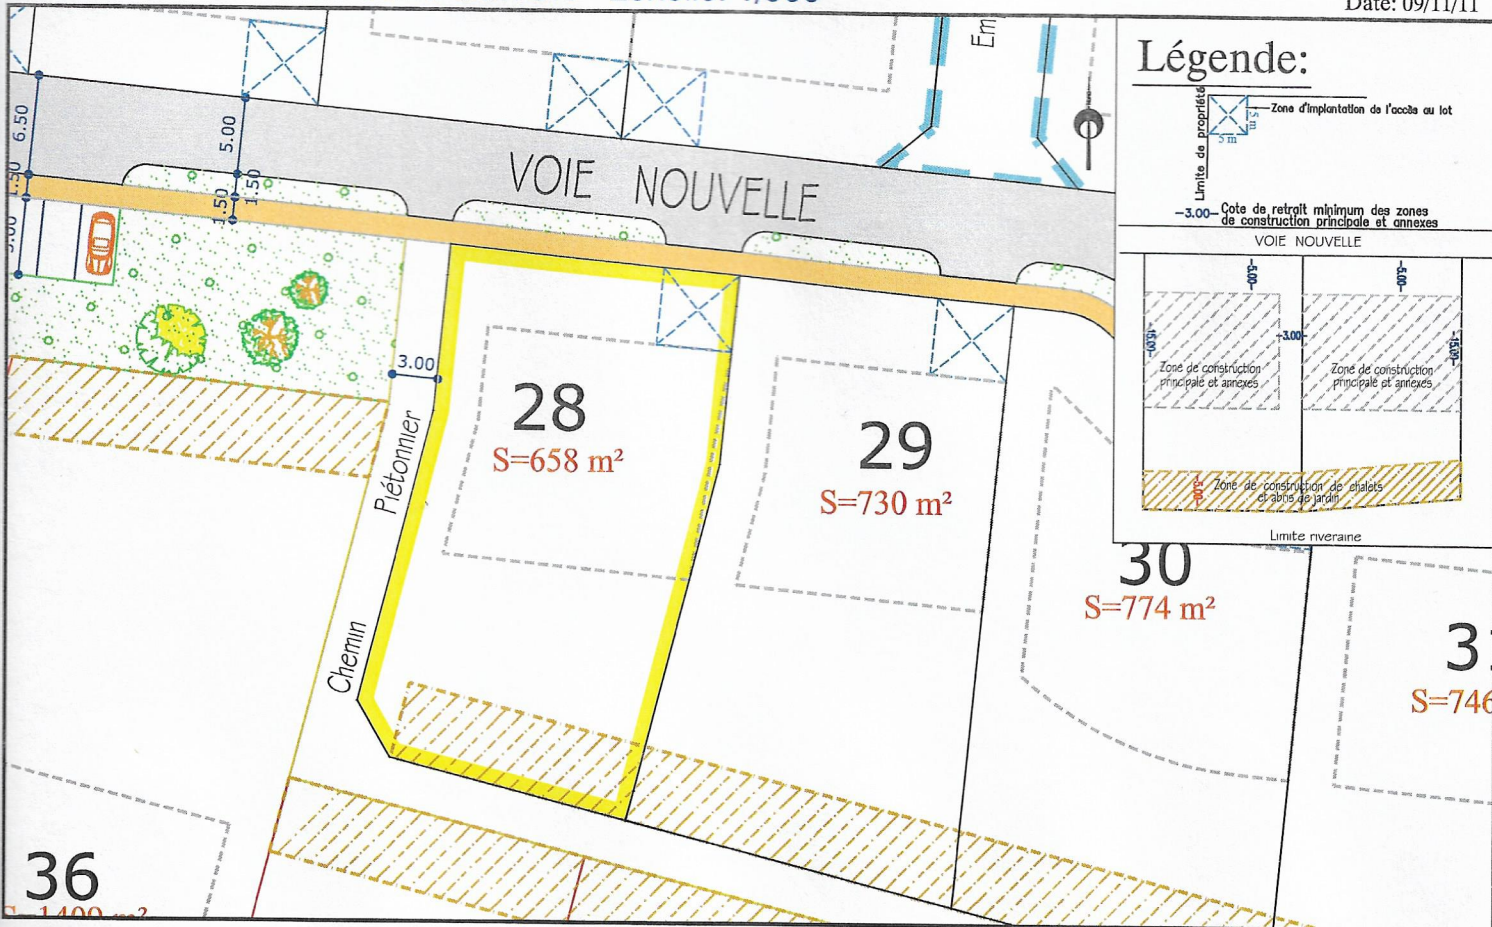 Date: 09/11/11
Légende:
Limite de propriété
Zone d'implantation de l'accès au lot
5 m
5 m
-3.00- Cote de retrait minimum des zones
de construction principale et annexes
VOIE NOUVELLE
-5.00-
-5.00-
-15.00-
-3.00-
-15.00-
Zone de construction
principale et annexes
Zone de construction
principale et annexes
-5.00-
Zone de construction de chalets
et abris de jardin
Limite riveraine
6.50
5.00
1.50
1.50
1.50
VOIE NOUVELLE
3.00
Chemin Piétonnier
28
S=658 m²
29
S=730 m²
30
S=774 m²
S=746
36